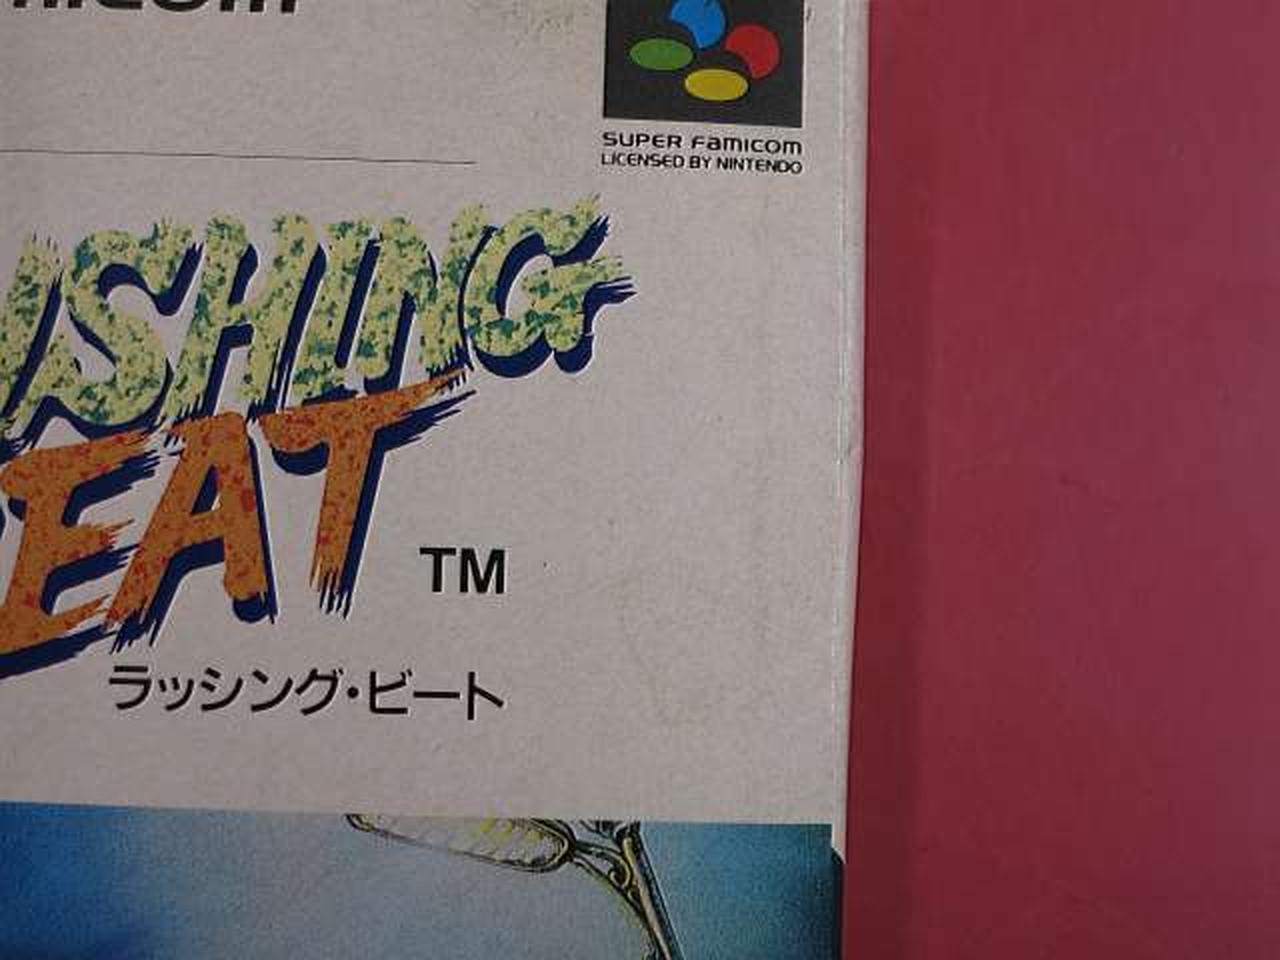 SUPER FAMICOM
LICENSED BY NINTENDO
SHING
EAT
TM
ラッシング・ビート